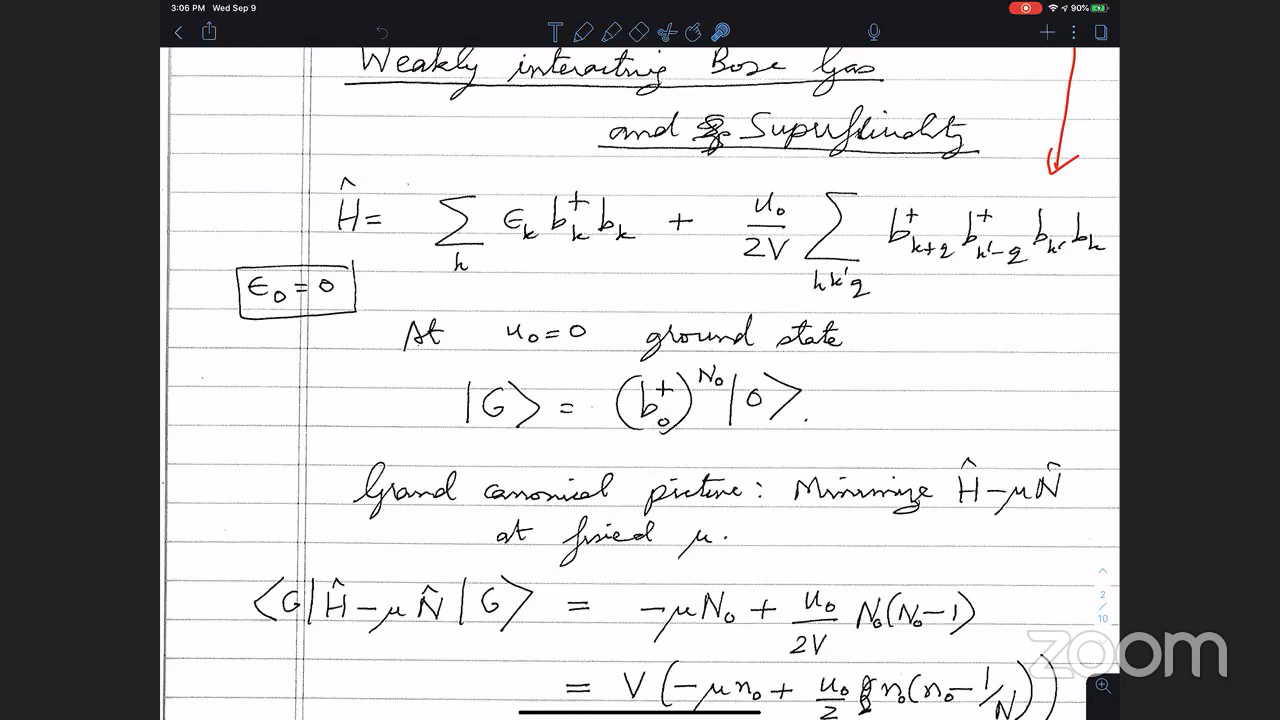 3:06 PM Wed Sep 9
90%
Weakly interacting Bose Gas
and Superfluidity
Ĥ = ∑_k ϵ_k b_k^+ b_k + u_0/2V ∑_{kk'q} b^+_{k+q} b^+_{k'-q} b_{k'} b_k
ϵ_0 = 0
At u_0 = 0 ground state
|G⟩ = (b_0^+)^{N_0} |0⟩.
Grand canonical picture: Minimize Ĥ - μN̂
at fixed μ.
⟨G|Ĥ - μN̂|G⟩ = -μN_0 + u_0/2V N_0(N_0-1)
2
/
10
= V(-μn_0 + u_0/2 n_0(n_0 - 1/N))
zoom